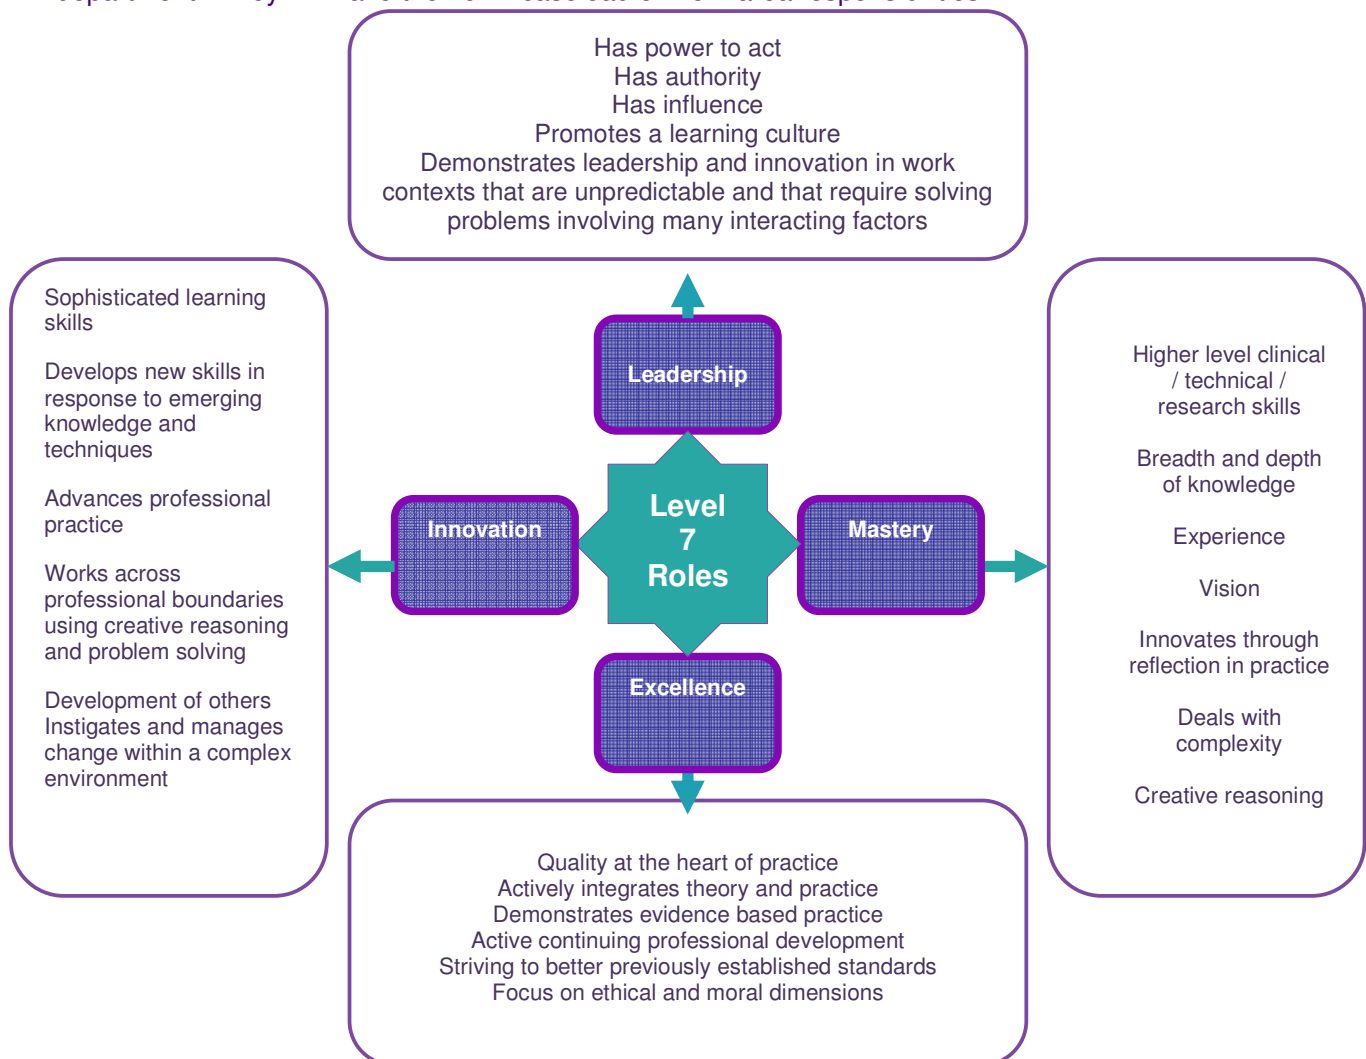 Has power to act
Has authority
Has influence
Promotes a learning culture
Demonstrates leadership and innovation in work
contexts that are unpredictable and that require solving
problems involving many interacting factors
Sophisticated learning
skills
Develops new skills in
response to emerging
knowledge and
techniques
Advances professional
practice
Works across
professional boundaries
using creative reasoning
and problem solving
Development of others
Instigates and manages
change within a complex
environment
Leadership
Innovation
Level
7
Roles
Mastery
Excellence
Higher level clinical
/ technical /
research skills
Breadth and depth
of knowledge
Experience
Vision
Innovates through
reflection in practice
Deals with
complexity
Creative reasoning
Quality at the heart of practice
Actively integrates theory and practice
Demonstrates evidence based practice
Active continuing professional development
Striving to better previously established standards
Focus on ethical and moral dimensions